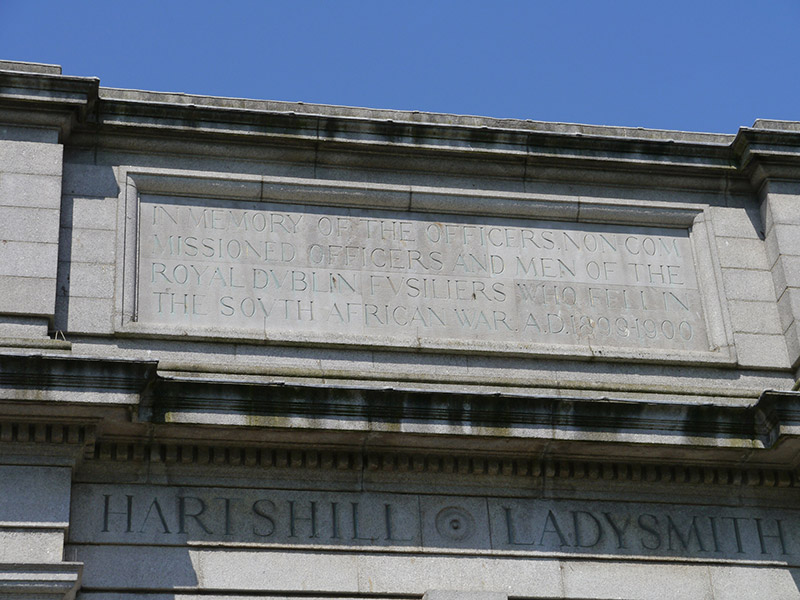 IN MEMORY OF THE OFFICERS, NON COM
MISSIONED OFFICERS AND MEN OF THE
ROYAL DVBLIN FVSILIERS WHO FELL IN
THE SOVTH AFRICAN WAR. A.D. 1899-1900
HARTSHILL LADYSMITH